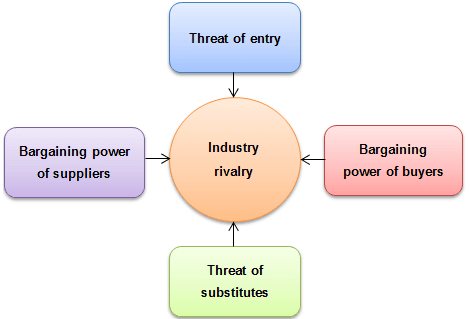 Threat of entry
Bargaining power
of suppliers
Industry
rivalry
Bargaining
power of buyers
Threat of
substitutes